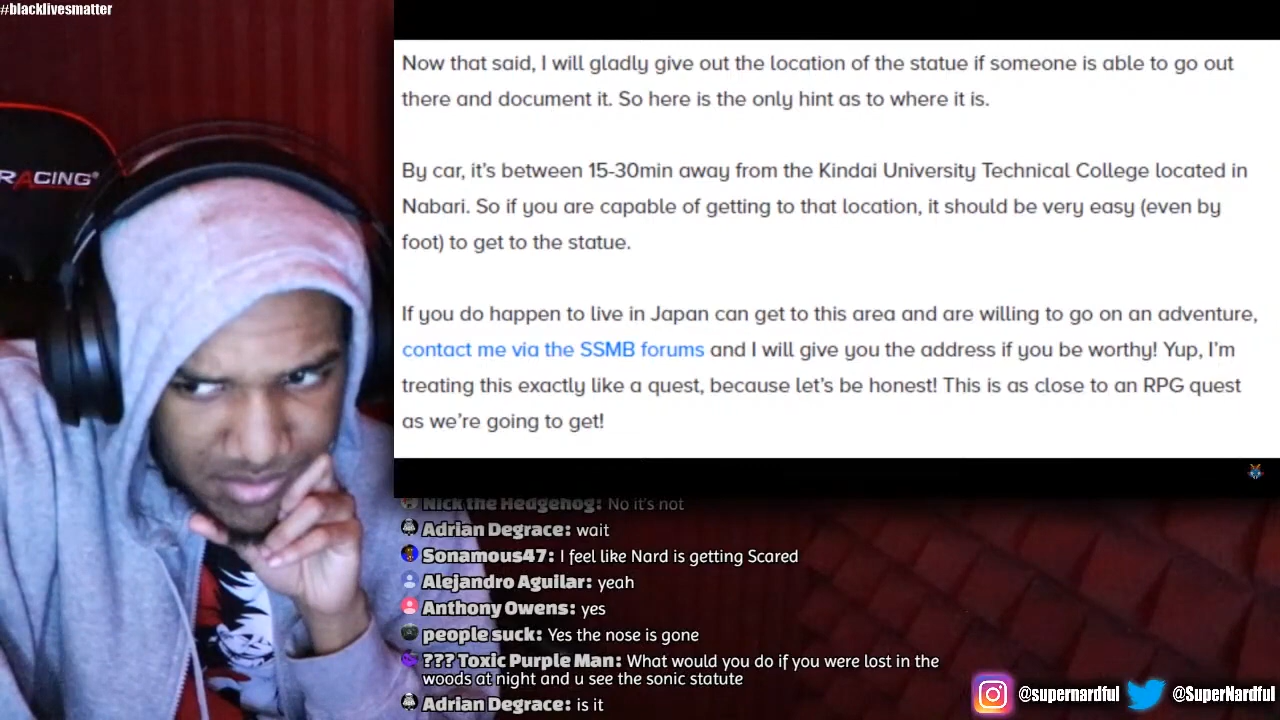 #blacklivesmatter
RACING®
Now that said, I will gladly give out the location of the statue if someone is able to go out
there and document it. So here is the only hint as to where it is.
By car, it's between 15-30min away from the Kindai University Technical College located in
Nabari. So if you are capable of getting to that location, it should be very easy (even by
foot) to get to the statue.
If you do happen to live in Japan can get to this area and are willing to go on an adventure,
contact me via the SSMB forums and I will give you the address if you be worthy! Yup, I'm
treating this exactly like a quest, because let's be honest! This is as close to an RPG quest
as we're going to get!
Nick the Hedgehog: No it's not
Adrian Degrace: wait
Sonamous47: I feel like Nard is getting Scared
Alejandro Aguilar: yeah
Anthony Owens: yes
people suck: Yes the nose is gone
??? Toxic Purple Man: What would you do if you were lost in the
woods at night and u see the sonic statute
Adrian Degrace: is it
@supernardful @SuperNardful